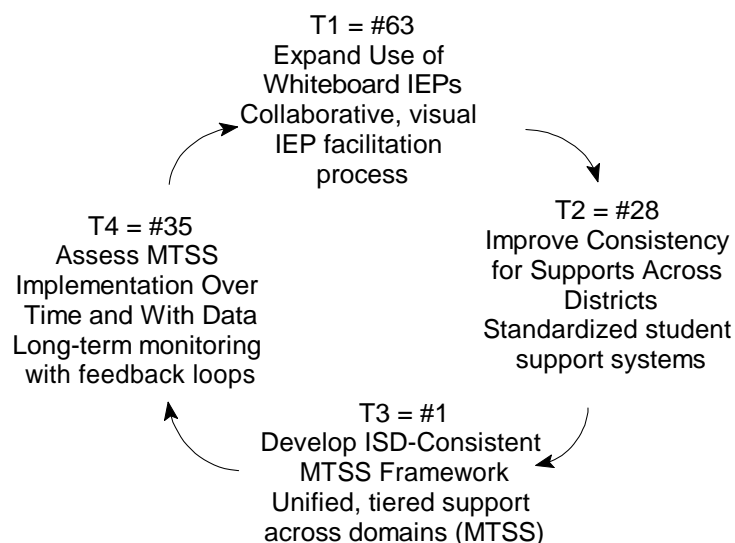 T1 = #63
Expand Use of
Whiteboard IEPs
Collaborative, visual
IEP facilitation
process
T2 = #28
Improve Consistency
for Supports Across
Districts
Standardized student
support systems
T3 = #1
Develop ISD-Consistent
MTSS Framework
Unified, tiered support
across domains (MTSS)
T4 = #35
Assess MTSS
Implementation Over
Time and With Data
Long-term monitoring
with feedback loops